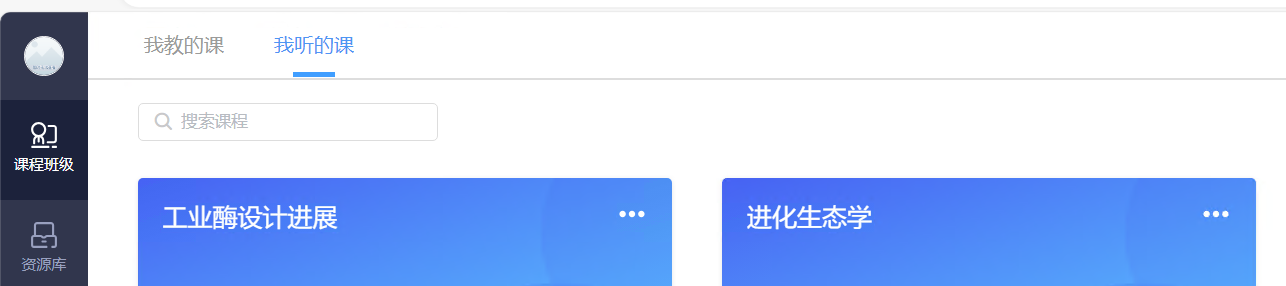 我教的课
我听的课
课程班级
资源库
搜索课程
工业酶设计进展
进化生态学